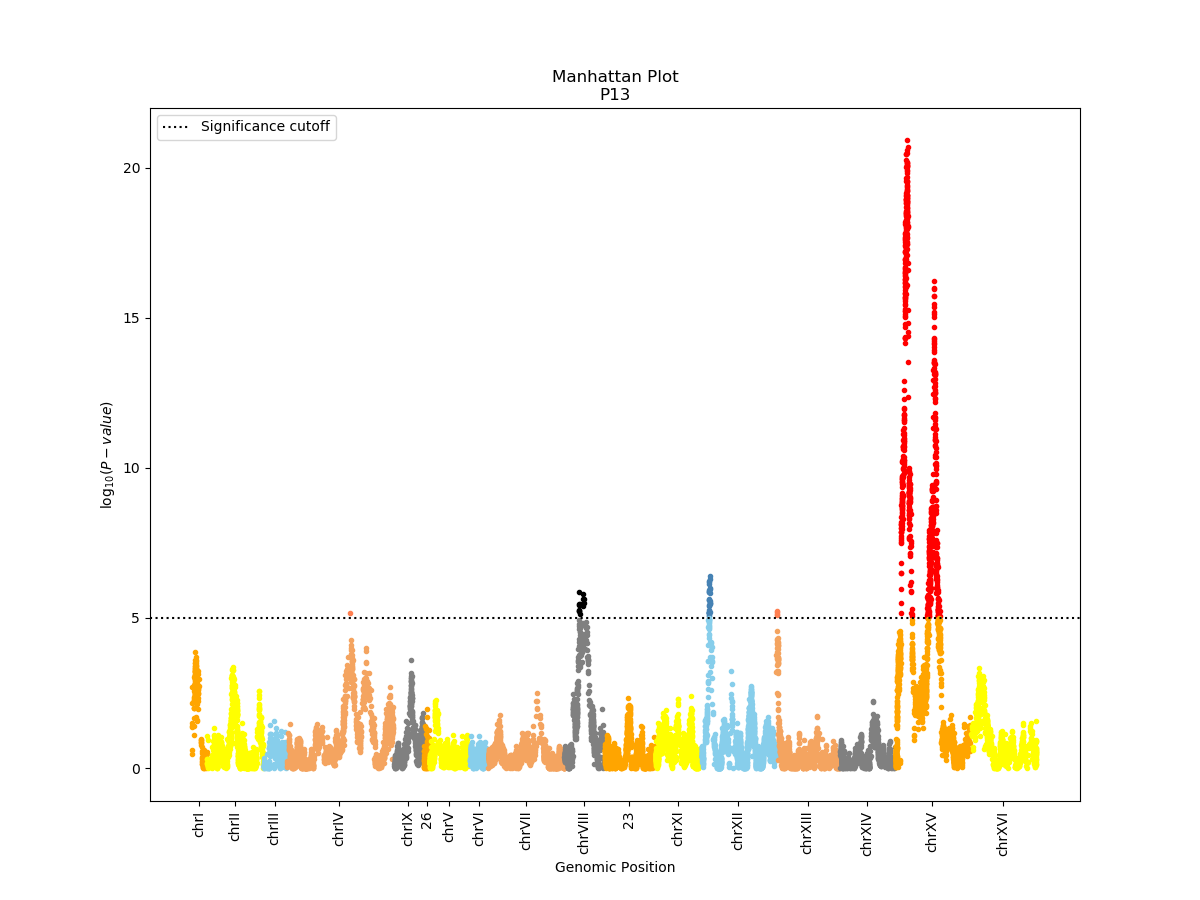 Manhattan Plot
P13
Significance cutoff
20
15
10
5
0
log10(P − value)
chrI
chrII
chrIII
chrIV
chrIX
26
chrV
chrVI
chrVII
chrVIII
23
chrXI
chrXII
chrXIII
chrXIV
chrXV
chrXVI
Genomic Position